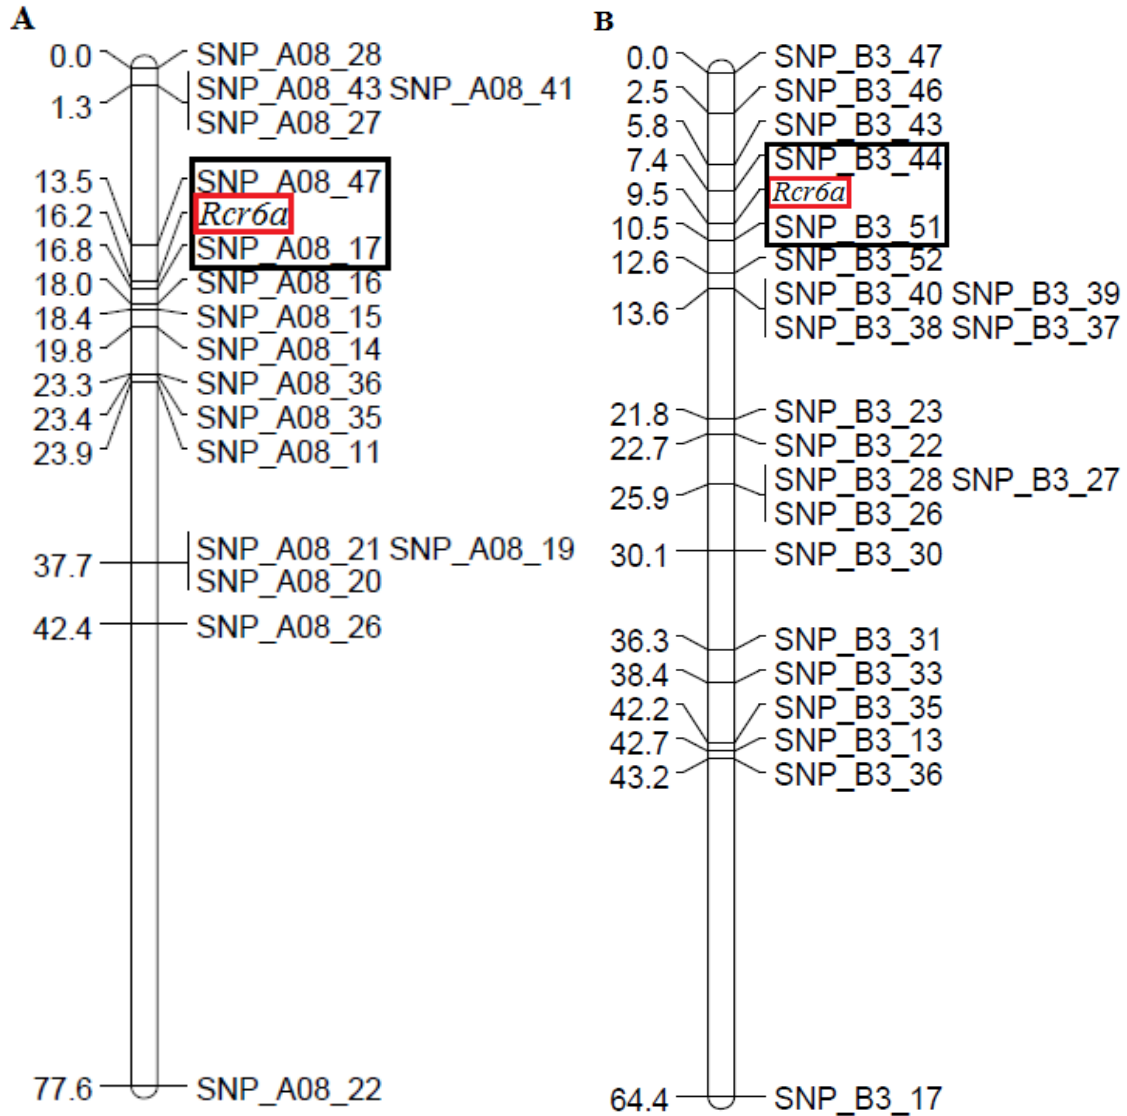 A
0.0 SNP_A08_28
1.3 SNP_A08_43 SNP_A08_41
SNP_A08_27
13.5 SNP_A08_47
16.2 Rcr6a
16.8 SNP_A08_17
18.0 SNP_A08_16
18.4 SNP_A08_15
19.8 SNP_A08_14
23.3 SNP_A08_36
23.4 SNP_A08_35
23.9 SNP_A08_11
37.7 SNP_A08_21 SNP_A08_19
SNP_A08_20
42.4 SNP_A08_26
77.6 SNP_A08_22
B
0.0 SNP_B3_47
2.5 SNP_B3_46
5.8 SNP_B3_43
7.4 SNP_B3_44
9.5 Rcr6a
10.5 SNP_B3_51
12.6 SNP_B3_52
13.6 SNP_B3_40 SNP_B3_39
SNP_B3_38 SNP_B3_37
21.8 SNP_B3_23
22.7 SNP_B3_22
25.9 SNP_B3_28 SNP_B3_27
SNP_B3_26
30.1 SNP_B3_30
36.3 SNP_B3_31
38.4 SNP_B3_33
42.2 SNP_B3_35
42.7 SNP_B3_13
43.2 SNP_B3_36
64.4 SNP_B3_17